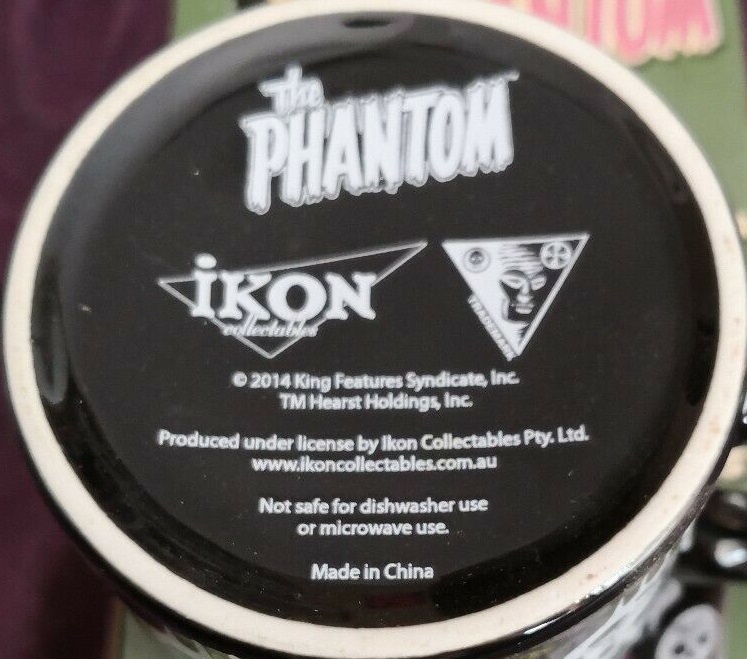 the
PHANTOM
iKON
collectables
TRADEMARK
© 2014 King Features Syndicate, Inc.
TM Hearst Holdings, Inc.
Produced under license by Ikon Collectables Pty. Ltd.
www.ikoncollectables.com.au
Not safe for dishwasher use
or microwave use.
Made in China